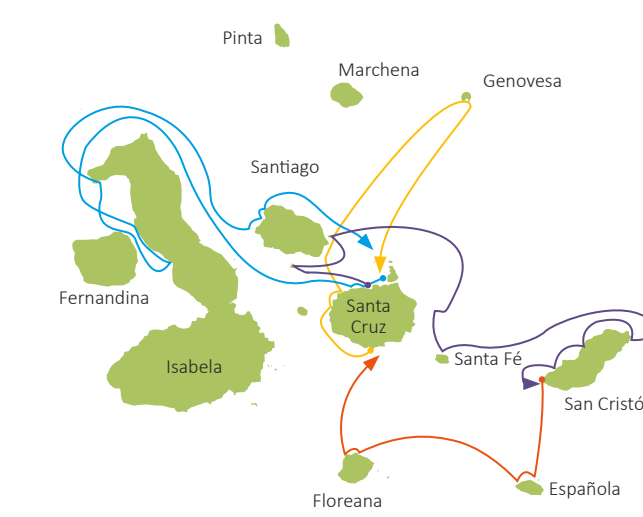 Pinta
Marchena
Genovesa
Santiago
Fernandina
Santa
Cruz
Santa Fé
Isabela
San Cristó
Española
Floreana